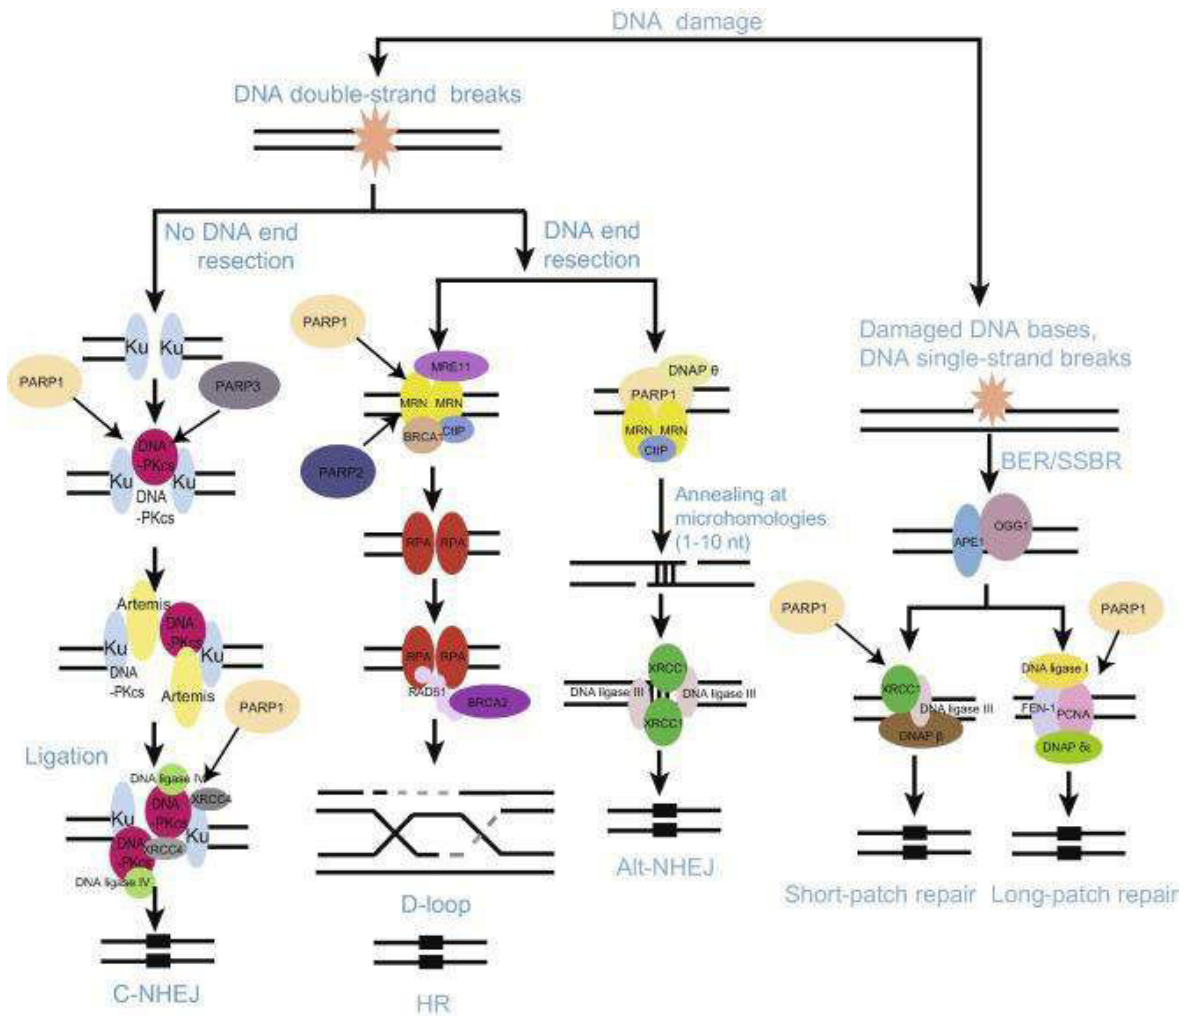 DNA damage
DNA double-strand breaks
No DNA end
resection
DNA end
resection
Ku
Ku
PARP1
PARP3
DNA
-PKcs
Ku
Ku
DNA
-PKcs
Artemis
DNA
-PKcs
Ku
Ku
DNA
-PKcs
Artemis
PARP1
Ligation
DNA ligase IV
XRCC4
DNA
-PKcs
Ku
Ku
DNA
-PKcs
XRCC4
DNA ligase IV
C-NHEJ
PARP1
MRE11
MRN
MRN
BRCA1
CtIP
PARP2
RPA
RPA
RPA
RPA
RAD51
BRCA2
D-loop
HR
DNAP θ
PARP1
MRN
MRN
CtIP
Annealing at
microhomologies
(1-10 nt)
XRCC1
DNA ligase III
DNA ligase III
XRCC1
Alt-NHEJ
Damaged DNA bases,
DNA single-strand breaks
BER/SSBR
APE1
OGG1
PARP1
XRCC1
DNA ligase III
DNAP β
Short-patch repair
PARP1
DNA ligase I
FEN-1
PCNA
DNAP δε
Long-patch repair